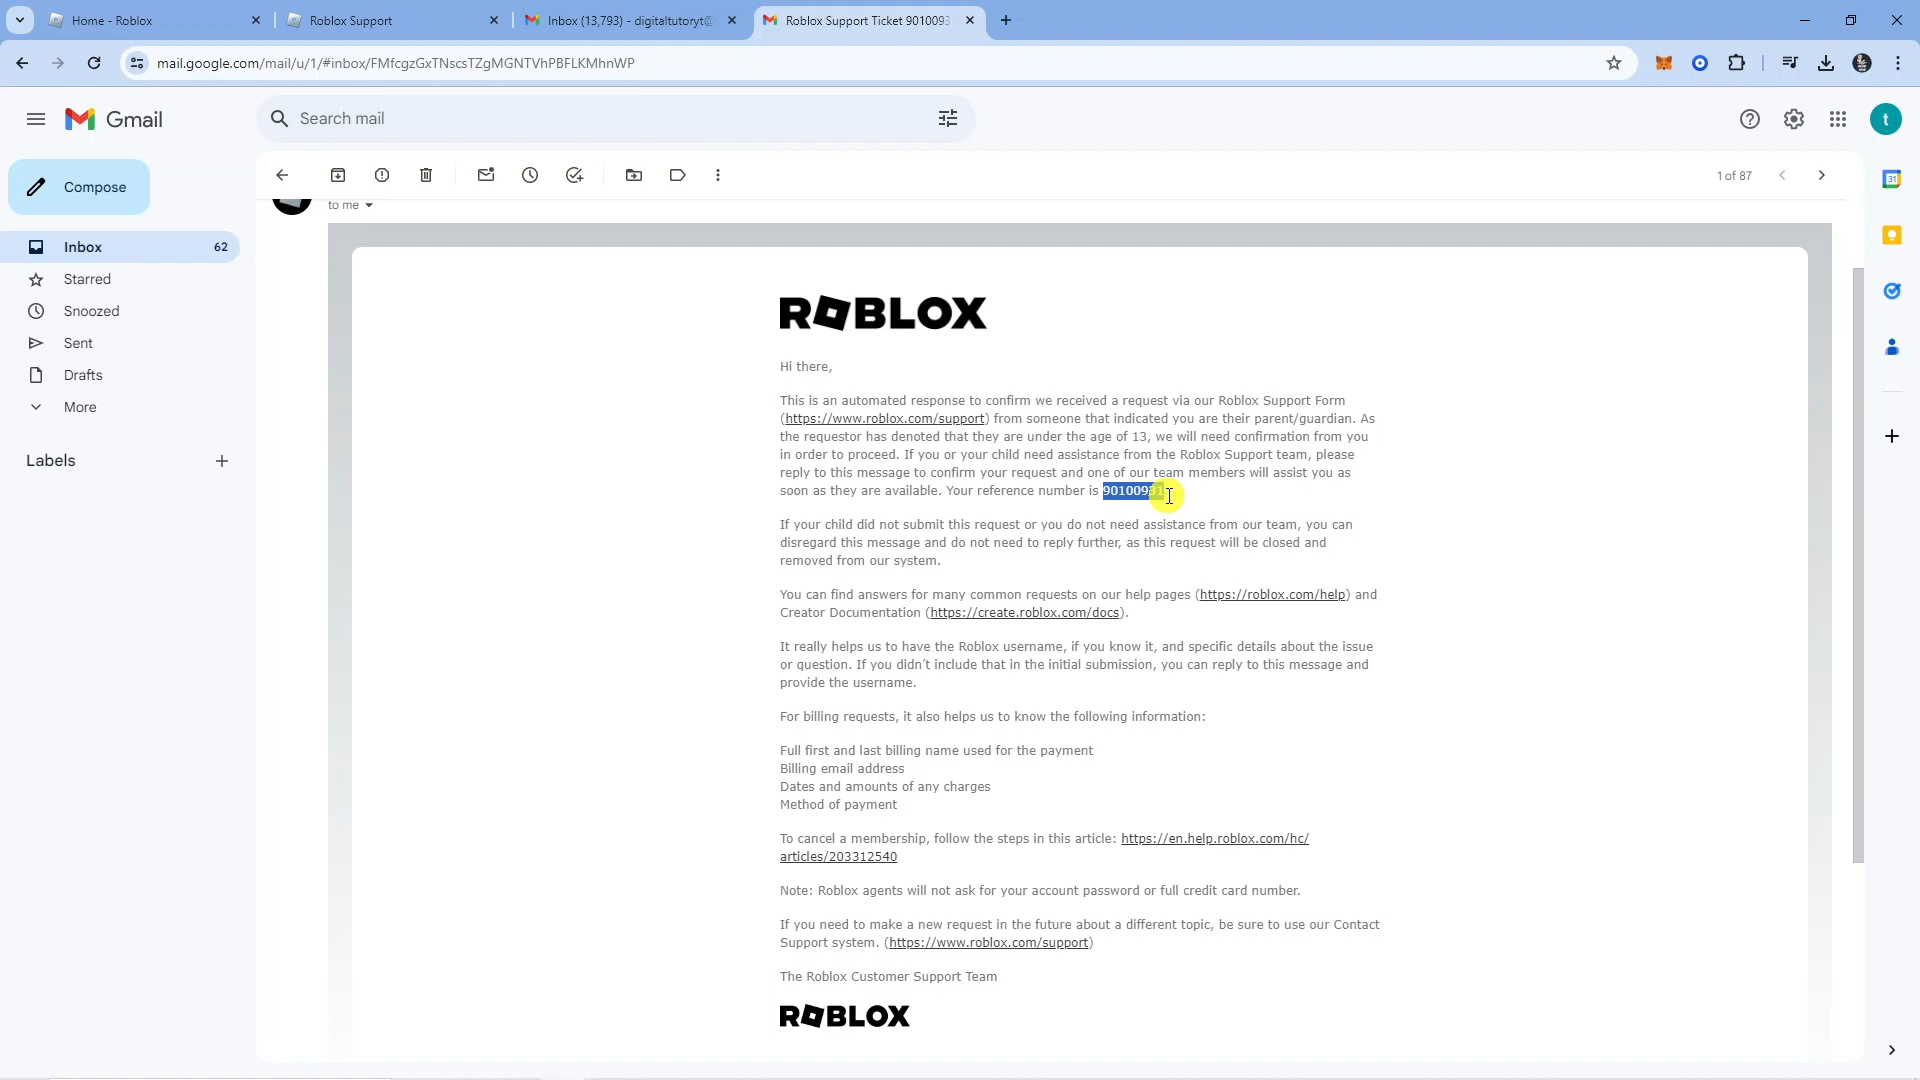 Home - Roblox
Roblox Support
Inbox (13,793) - digitaltutoryt@
Roblox Support Ticket 9010093
mail.google.com/mail/u/1/#inbox/FMfcgzGxTNscsTZgMGNTVhPBFLKMhnWP
Gmail
Search mail
t
Compose
1 of 87
to me
Inbox 62
Starred
Snoozed
Sent
Drafts
More
Labels
31
ROBLOX
Hi there,
This is an automated response to confirm we received a request via our Roblox Support Form
(https://www.roblox.com/support) from someone that indicated you are their parent/guardian. As
the requestor has denoted that they are under the age of 13, we will need confirmation from you
in order to proceed. If you or your child need assistance from the Roblox Support team, please
reply to this message to confirm your request and one of our team members will assist you as
soon as they are available. Your reference number is 90100931
If your child did not submit this request or you do not need assistance from our team, you can
disregard this message and do not need to reply further, as this request will be closed and
removed from our system.
You can find answers for many common requests on our help pages (https://roblox.com/help) and
Creator Documentation (https://create.roblox.com/docs).
It really helps us to have the Roblox username, if you know it, and specific details about the issue
or question. If you didn’t include that in the initial submission, you can reply to this message and
provide the username.
For billing requests, it also helps us to know the following information:
Full first and last billing name used for the payment
Billing email address
Dates and amounts of any charges
Method of payment
To cancel a membership, follow the steps in this article: https://en.help.roblox.com/hc/
articles/203312540
Note: Roblox agents will not ask for your account password or full credit card number.
If you need to make a new request in the future about a different topic, be sure to use our Contact
Support system. (https://www.roblox.com/support)
The Roblox Customer Support Team
ROBLOX